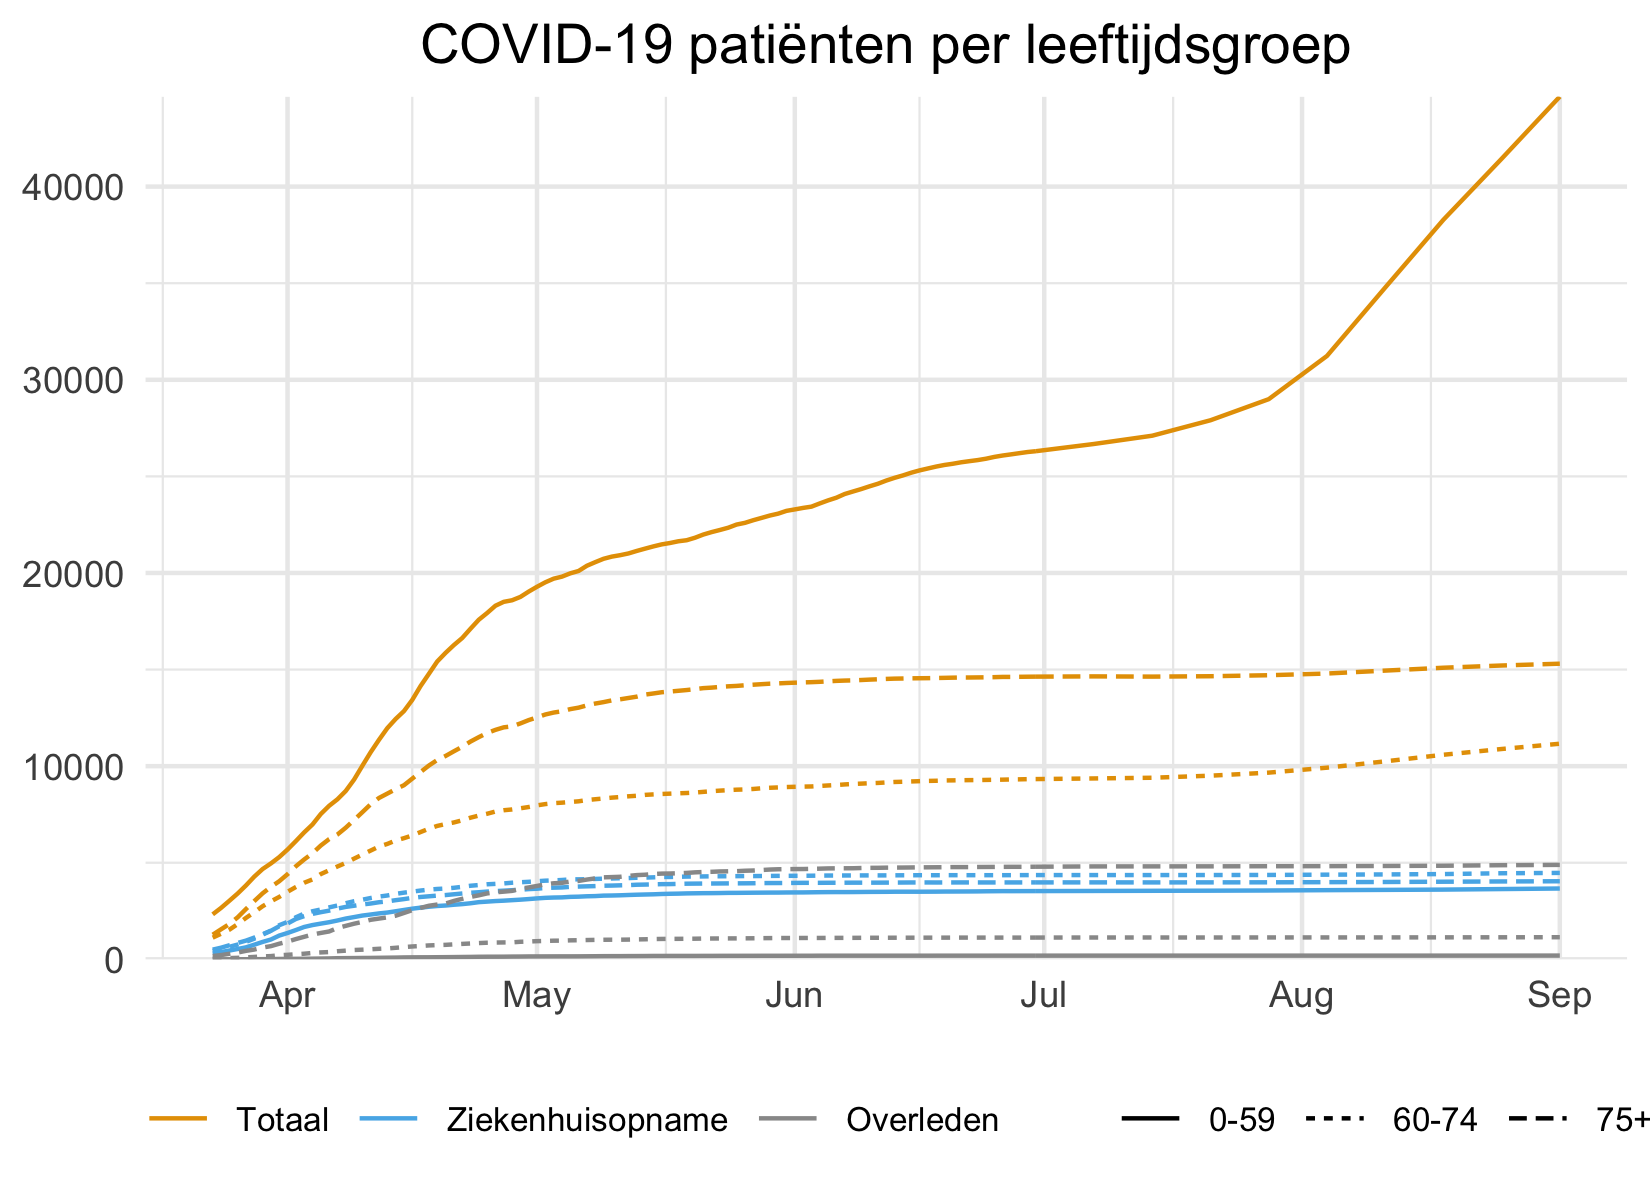 COVID-19 patiënten per leeftijdsgroep
40000
30000
20000
10000
0
Apr May Jun Jul Aug Sep
Totaal Ziekenhuisopname Overleden 0-59 60-74 75+